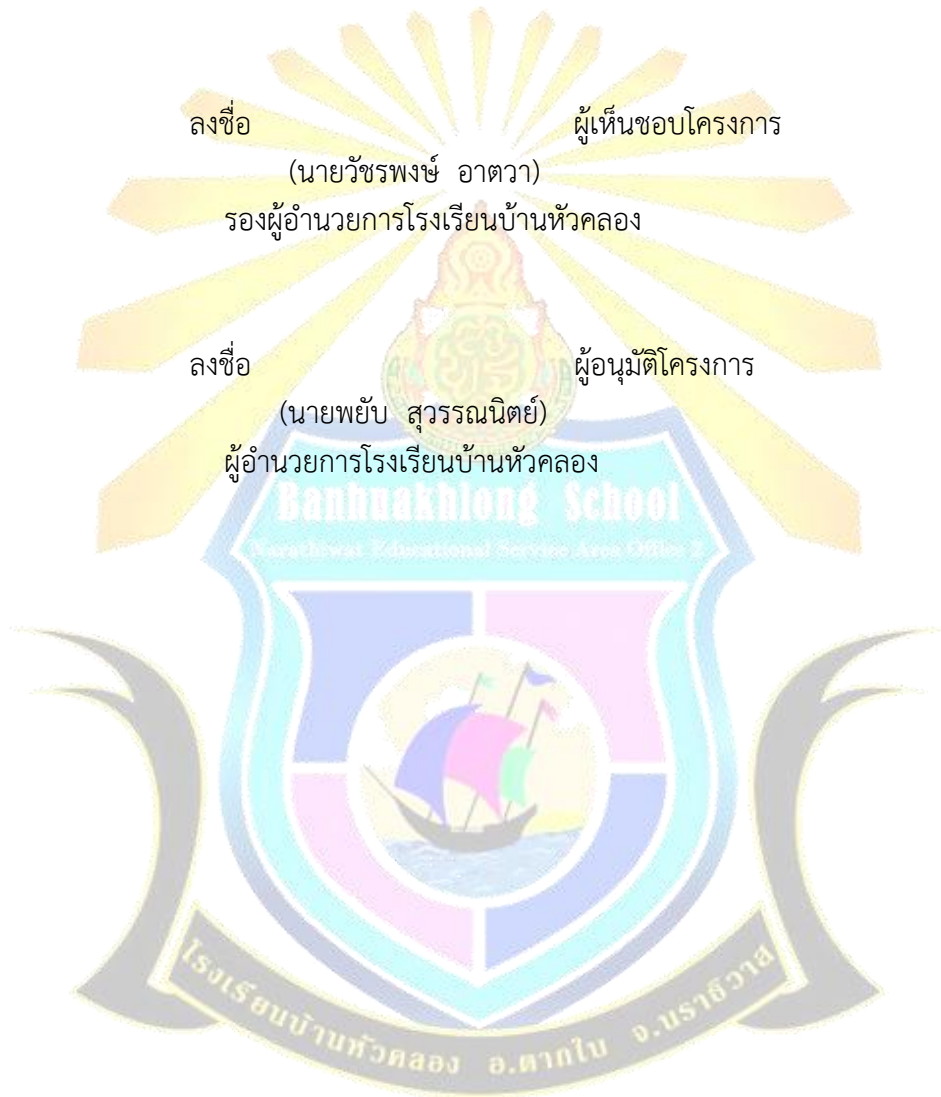 ลงชื่อ ผู้เห็นชอบโครงการ
(นายวัชรพงษ์ อาตวา)
รองผู้อำนวยการโรงเรียนบ้านหัวคลอง
ลงชื่อ ผู้อนุมัติโครงการ
(นายพยับ สุวรรณนิตย์)
ผู้อำนวยการโรงเรียนบ้านหัวคลอง
Banhuakhlong School
Narathiwat Educational Service Area Office 2
โรงเรียนบ้านหัวคลอง อ.ตากใบ จ.นราธิวาส